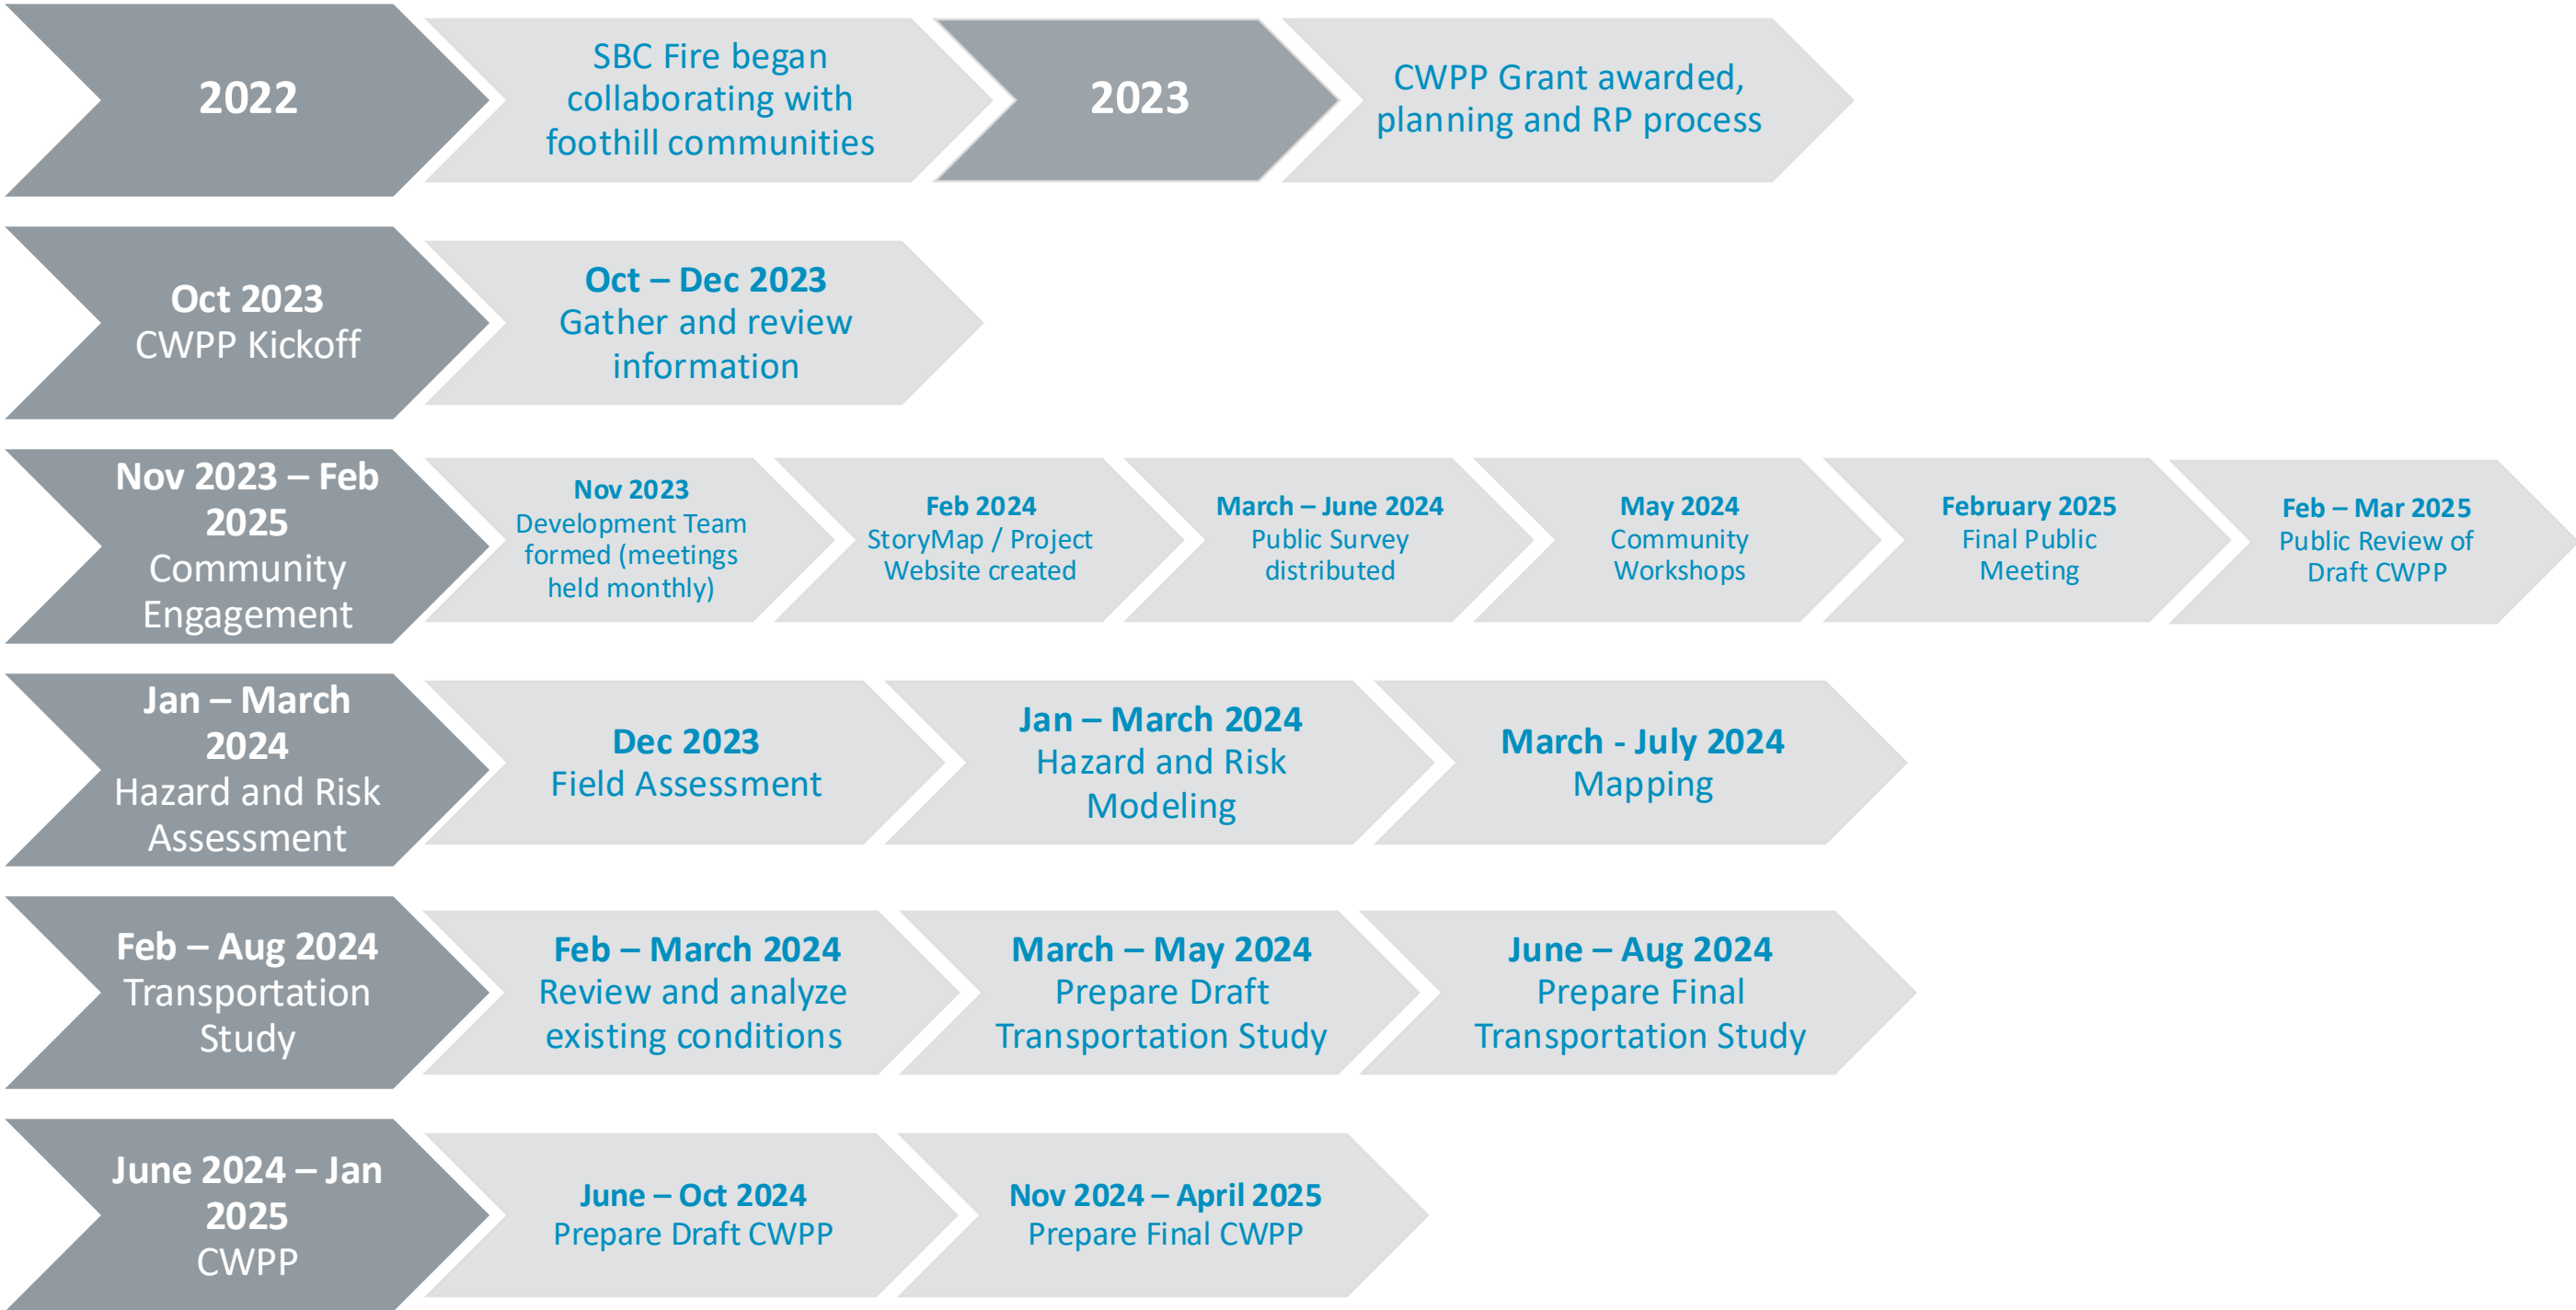 2022
SBC Fire began
collaborating with
foothill communities
2023
CWPP Grant awarded,
planning and RP process
Oct 2023
CWPP Kickoff
Oct – Dec 2023
Gather and review
information
Nov 2023 – Feb
2025
Community
Engagement
Nov 2023
Development Team
formed (meetings
held monthly)
Feb 2024
StoryMap / Project
Website created
March – June 2024
Public Survey
distributed
May 2024
Community
Workshops
February 2025
Final Public
Meeting
Feb – Mar 2025
Public Review of
Draft CWPP
Jan – March
2024
Hazard and Risk
Assessment
Dec 2023
Field Assessment
Jan – March 2024
Hazard and Risk
Modeling
March - July 2024
Mapping
Feb – Aug 2024
Transportation
Study
Feb – March 2024
Review and analyze
existing conditions
March – May 2024
Prepare Draft
Transportation Study
June – Aug 2024
Prepare Final
Transportation Study
June 2024 – Jan
2025
CWPP
June – Oct 2024
Prepare Draft CWPP
Nov 2024 – April 2025
Prepare Final CWPP